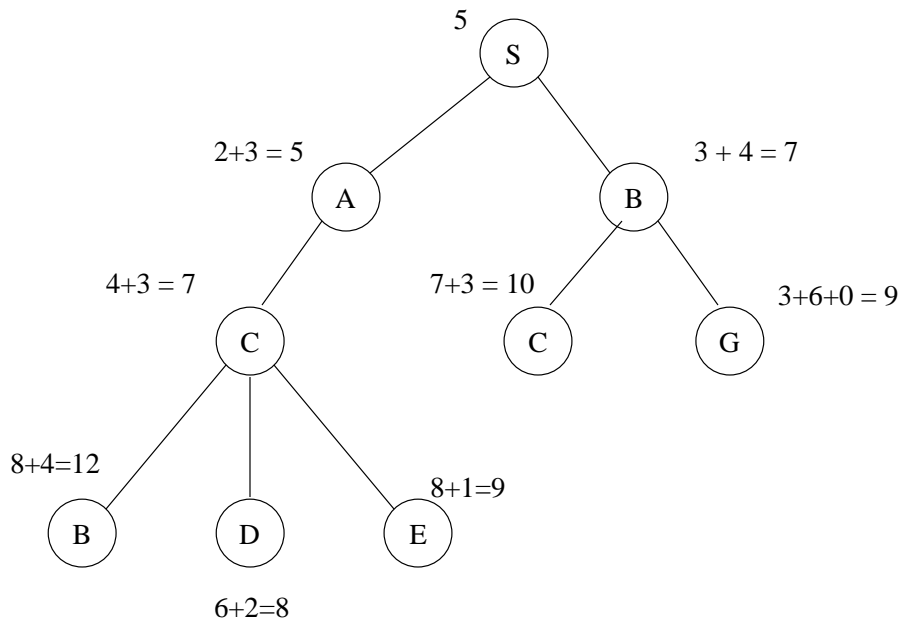 5
S
2+3 = 5
3 + 4 = 7
A
B
4+3 = 7
7+3 = 10
3+6+0 = 9
C
C
G
8+4=12
8+1=9
B
D
E
6+2=8